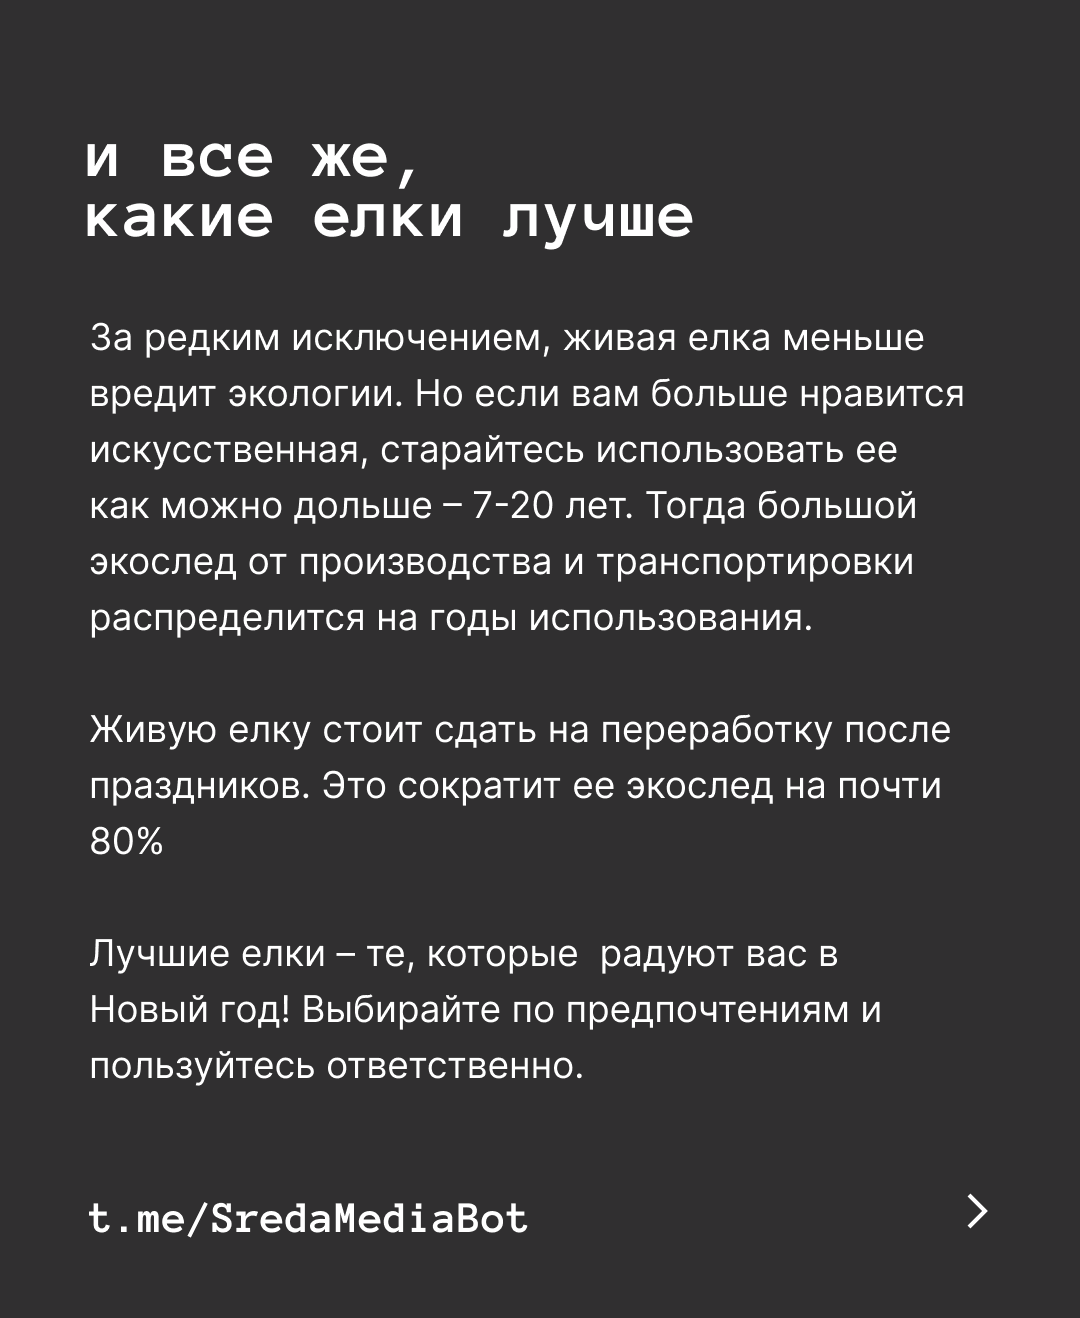 и все же,
какие елки лучше
За редким исключением, живая елка меньше
вредит экологии. Но если вам больше нравится
искусственная, старайтесь использовать ее
как можно дольше – 7-20 лет. Тогда большой
экослед от производства и транспортировки
распределится на годы использования.
Живую елку стоит сдать на переработку после
праздников. Это сократит ее экослед на почти
80%
Лучшие елки – те, которые  радуют вас в
Новый год! Выбирайте по предпочтениям и
пользуйтесь ответственно.
t.me/SredaMediaBot